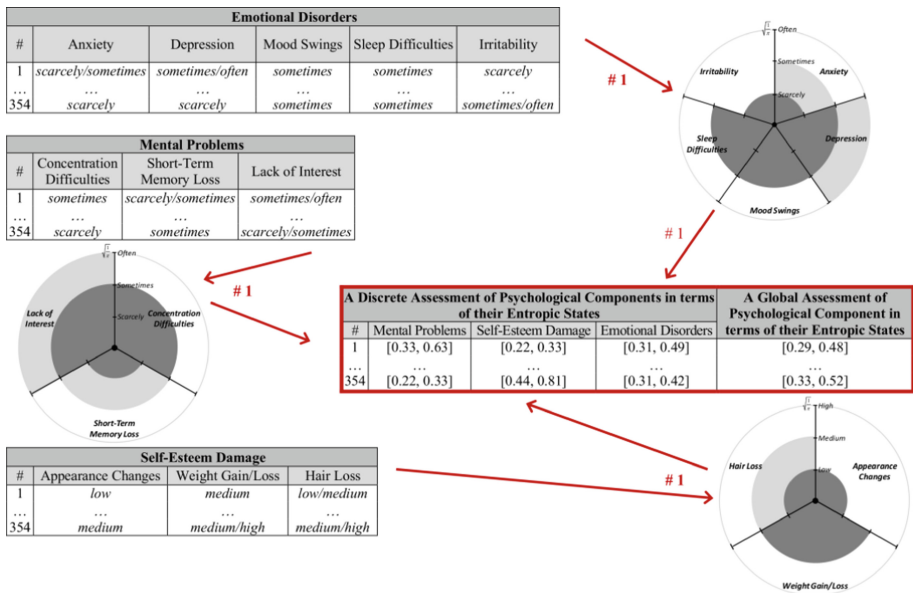 Emotional Disorders
# Anxiety Depression Mood Swings Sleep Difficulties Irritability
1 scarcely/sometimes sometimes/often sometimes sometimes scarcely
... ... ... ... ... ...
354 scarcely scarcely sometimes sometimes sometimes/often
# 1
√1/π Often
Sometimes
Scarcely
Irritability
Anxiety
Sleep
Difficulties
Depression
Mood Swings
Mental Problems
# Concentration Difficulties Short-Term Memory Loss Lack of Interest
1 sometimes scarcely/sometimes sometimes/often
... ... ... ...
354 scarcely sometimes scarcely/sometimes
# 1
# 1
√1/π Often
Sometimes
Scarcely
Lack of
Interest
Concentration
Difficulties
Short-Term
Memory Loss
A Discrete Assessment of Psychological Components in terms
of their Entropic States
A Global Assessment of
Psychological Component in
terms of their Entropic States
# Mental Problems Self-Esteem Damage Emotional Disorders
1 [0.33, 0.63] [0.22, 0.33] [0.31, 0.49] [0.29, 0.48]
... ... ... ... ...
354 [0.22, 0.33] [0.44, 0.81] [0.31, 0.42] [0.33, 0.52]
Self-Esteem Damage
# Appearance Changes Weight Gain/Loss Hair Loss
1 low medium low/medium
... ... ... ...
354 medium medium/high medium/high
# 1
√1/π High
Medium
Low
Hair Loss
Appearance
Changes
Weight Gain/Loss